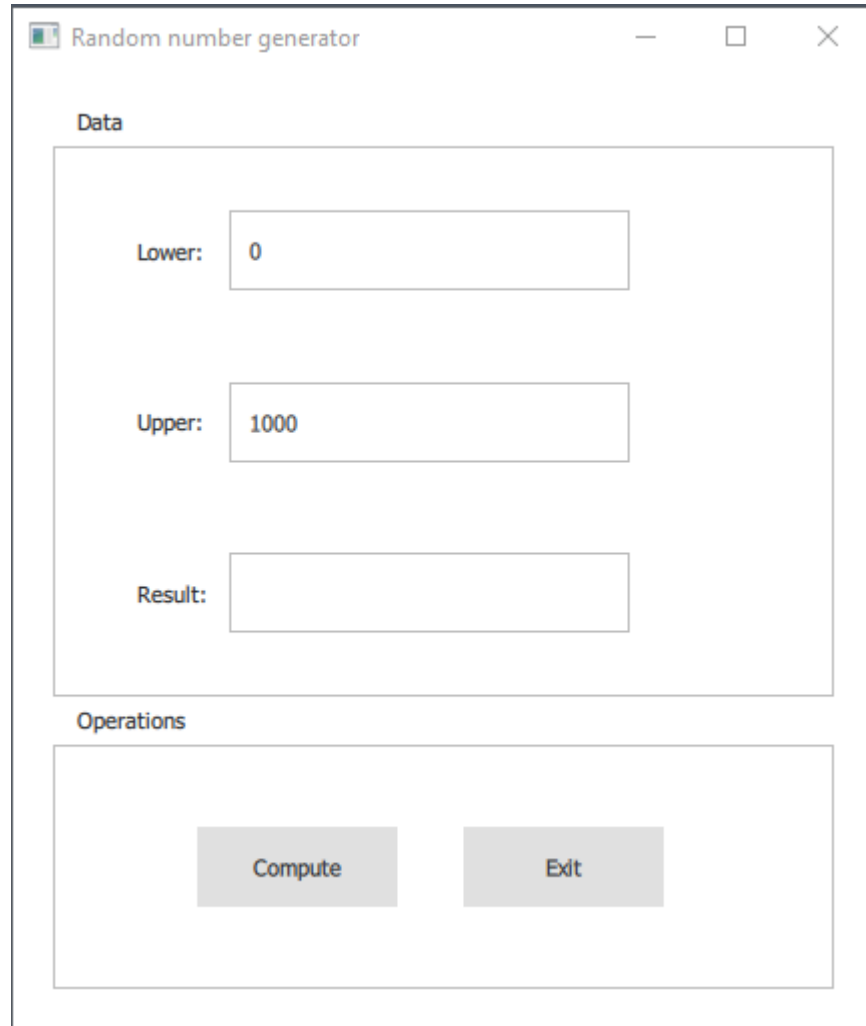 Random number generator
Data
Lower: 0
Upper: 1000
Result:
Operations
Compute Exit